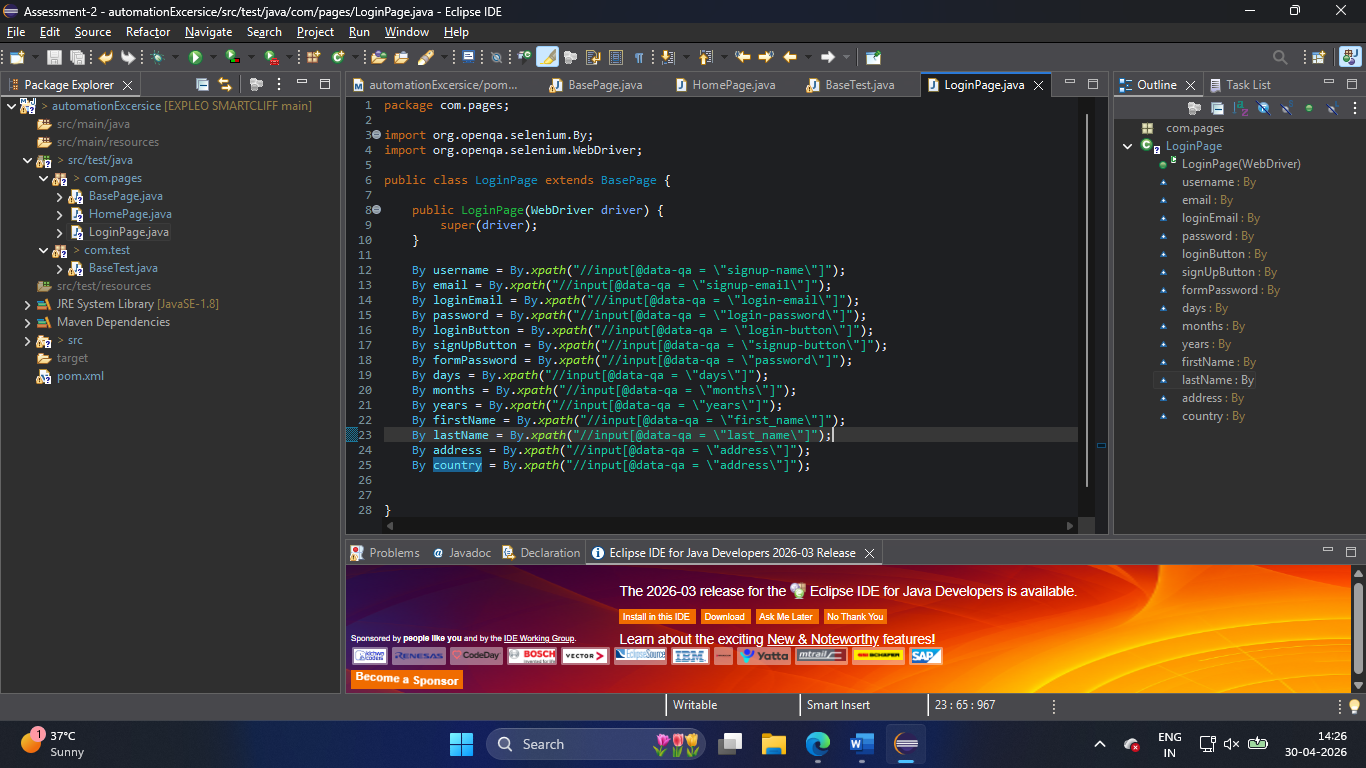 Assessment-2 - automationExcersice/src/test/java/com/pages/LoginPage.java - Eclipse IDE
File Edit Source Refactor Navigate Search Project Run Window Help
Package Explorer
> automationExcersice [EXPLEO SMARTCLIFF main]
src/main/java
src/main/resources
> src/test/java
> com.pages
BasePage.java
HomePage.java
LoginPage.java
> com.test
BaseTest.java
src/test/resources
JRE System Library [JavaSE-1.8]
Maven Dependencies
> src
target
pom.xml
automationExcersice/pom... BasePage.java HomePage.java BaseTest.java LoginPage.java
1 package com.pages;
2
3 import org.openqa.selenium.By;
4 import org.openqa.selenium.WebDriver;
5
6 public class LoginPage extends BasePage {
7
8 public LoginPage(WebDriver driver) {
9 super(driver);
10 }
11
12 By username = By.xpath("//input[@data-qa = \"signup-name\"]");
13 By email = By.xpath("//input[@data-qa = \"signup-email\"]");
14 By loginEmail = By.xpath("//input[@data-qa = \"login-email\"]");
15 By password = By.xpath("//input[@data-qa = \"login-password\"]");
16 By loginButton = By.xpath("//input[@data-qa = \"login-button\"]");
17 By signUpButton = By.xpath("//input[@data-qa = \"signup-button\"]");
18 By formPassword = By.xpath("//input[@data-qa = \"password\"]");
19 By days = By.xpath("//input[@data-qa = \"days\"]");
20 By months = By.xpath("//input[@data-qa = \"months\"]");
21 By years = By.xpath("//input[@data-qa = \"years\"]");
22 By firstName = By.xpath("//input[@data-qa = \"first_name\"]");
23 By lastName = By.xpath("//input[@data-qa = \"last_name\"]");
24 By address = By.xpath("//input[@data-qa = \"address\"]");
25 By country = By.xpath("//input[@data-qa = \"address\"]");
26
27
28 }
Outline Task List
com.pages
LoginPage
LoginPage(WebDriver)
username : By
email : By
loginEmail : By
password : By
loginButton : By
signUpButton : By
formPassword : By
days : By
months : By
years : By
firstName : By
lastName : By
address : By
country : By
Problems Javadoc Declaration Eclipse IDE for Java Developers 2026-03 Release
The 2026-03 release for the Eclipse IDE for Java Developers is available.
Install in this IDE Download Ask Me Later No Thank You
Sponsored by people like you and by the IDE Working Group.
Learn about the exciting New & Noteworthy features!
RENESAS CodeDay BOSCH VECTOR EclipseSource IBM Yatta mtrail SCHÄFER SAP
Become a Sponsor
Writable Smart Insert 23 : 65 : 967
1
37°C
Sunny
Search
ENG
IN
14:26
30-04-2026